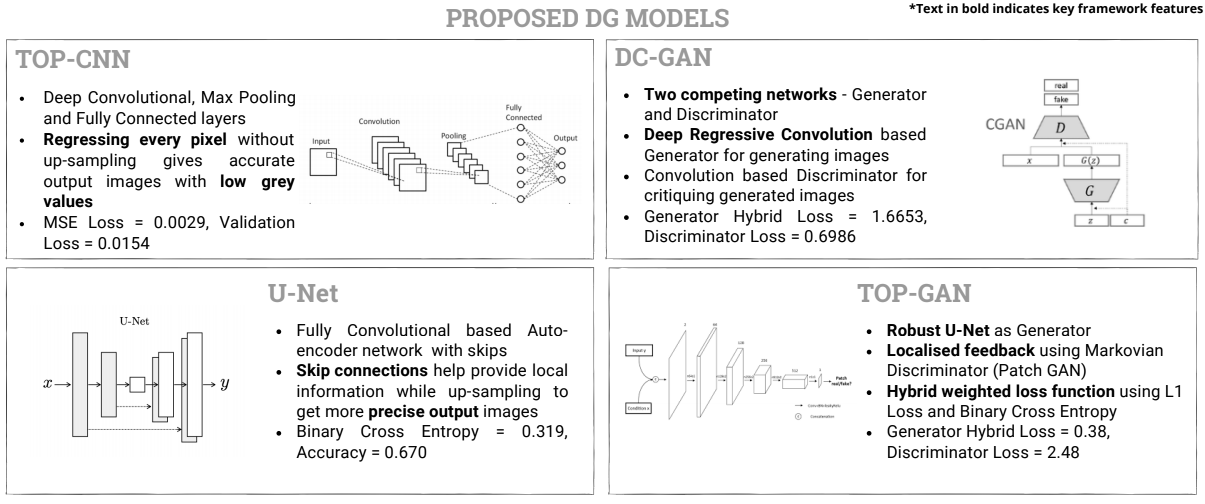 PROPOSED DG MODELS
*Text in bold indicates key framework features
TOP-CNN
• Deep Convolutional, Max Pooling
and Fully Connected layers
• Regressing every pixel without
up-sampling gives accurate
output images with low grey
values
• MSE Loss = 0.0029, Validation
Loss = 0.0154
Input
Convolution
Pooling
Fully
Connected
Output
DC-GAN
• Two competing networks - Generator
and Discriminator
• Deep Regressive Convolution based
Generator for generating images
• Convolution based Discriminator for
critiquing generated images
• Generator Hybrid Loss = 1.6653,
Discriminator Loss = 0.6986
CGAN
real
fake
D
x
G(z)
G
z
c
U-Net
U-Net
x
y
• Fully Convolutional based Auto-
encoder network with skips
• Skip connections help provide local
information while up-sampling to
get more precise output images
• Binary Cross Entropy = 0.319,
Accuracy = 0.670
TOP-GAN
Input y
Condition x
Patch
real/fake?
Concatenation
• Robust U-Net as Generator
• Localised feedback using Markovian
Discriminator (Patch GAN)
• Hybrid weighted loss function using L1
Loss and Binary Cross Entropy
• Generator Hybrid Loss = 0.38,
Discriminator Loss = 2.48